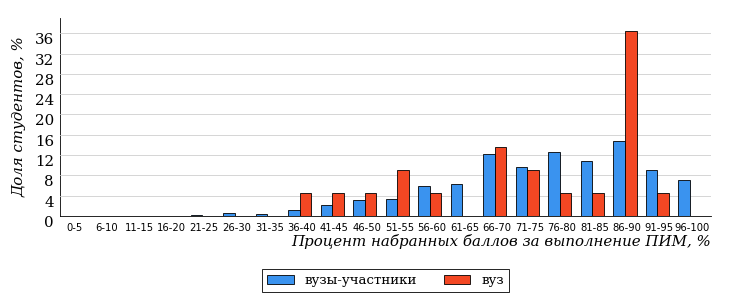 Доля студентов, %
36
32
28
24
20
16
12
8
4
0
0-5 6-10 11-15 16-20 21-25 26-30 31-35 36-40 41-45 46-50 51-55 56-60 61-65 66-70 71-75 76-80 81-85 86-90 91-95 96-100
Процент набранных баллов за выполнение ПИМ, %
вузы-участники вуз